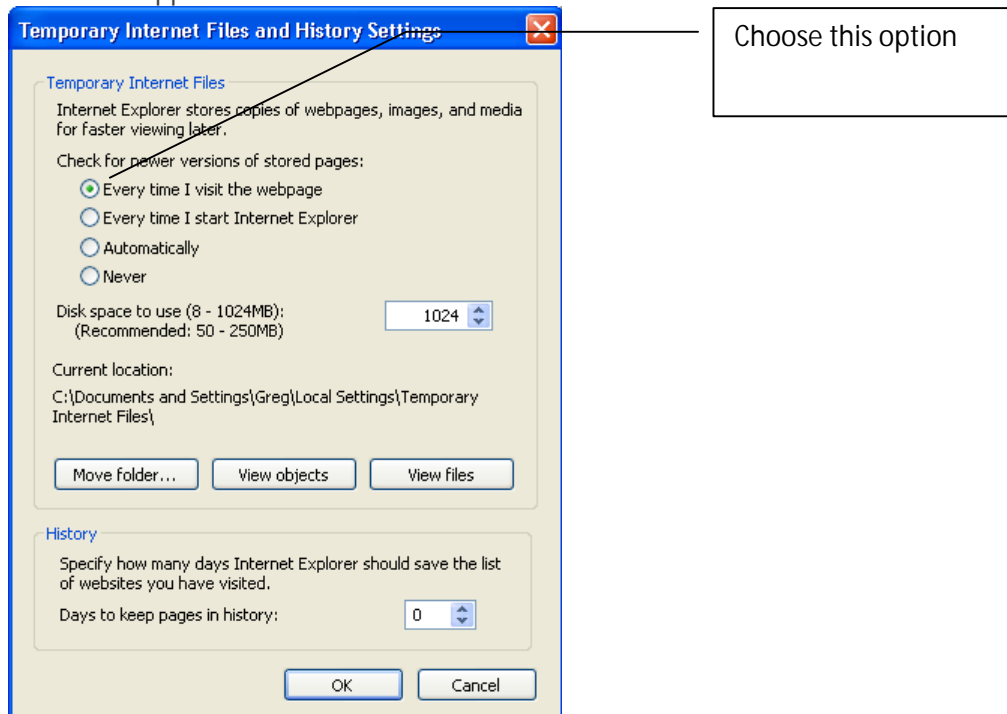 Temporary Internet Files and History Settings
Choose this option
Temporary Internet Files
Internet Explorer stores copies of webpages, images, and media
for faster viewing later.
Check for newer versions of stored pages:
Every time I visit the webpage
Every time I start Internet Explorer
Automatically
Never
Disk space to use (8 - 1024MB):
1024
(Recommended: 50 - 250MB)
Current location:
C:\Documents and Settings\Greg\Local Settings\Temporary
Internet Files\
Move folder... View objects View files
History
Specify how many days Internet Explorer should save the list
of websites you have visited.
Days to keep pages in history: 0
OK Cancel